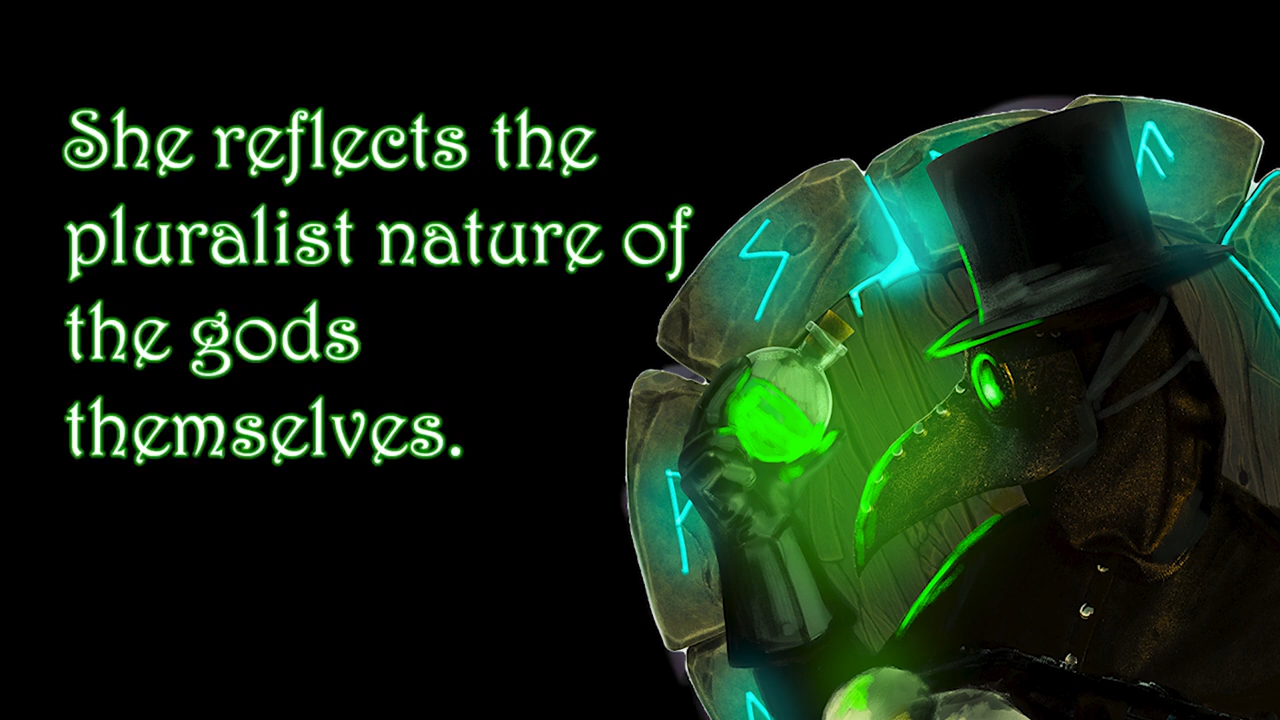 She reflects the
pluralist nature of
the gods
themselves.